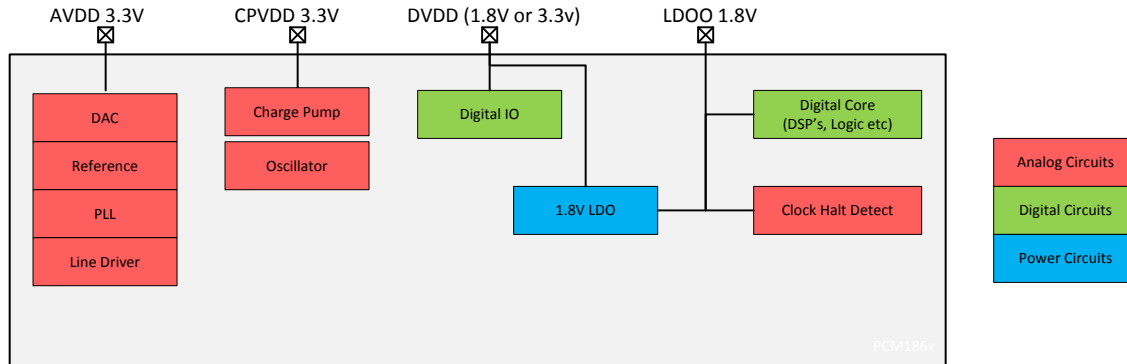 AVDD 3.3V
CPVDD 3.3V
DVDD (1.8V or 3.3v)
LDOO 1.8V
DAC
Reference
PLL
Line Driver
Charge Pump
Oscillator
Digital IO
1.8V LDO
Digital Core
(DSP's, Logic etc)
Clock Halt Detect
PCM186x
Analog Circuits
Digital Circuits
Power Circuits